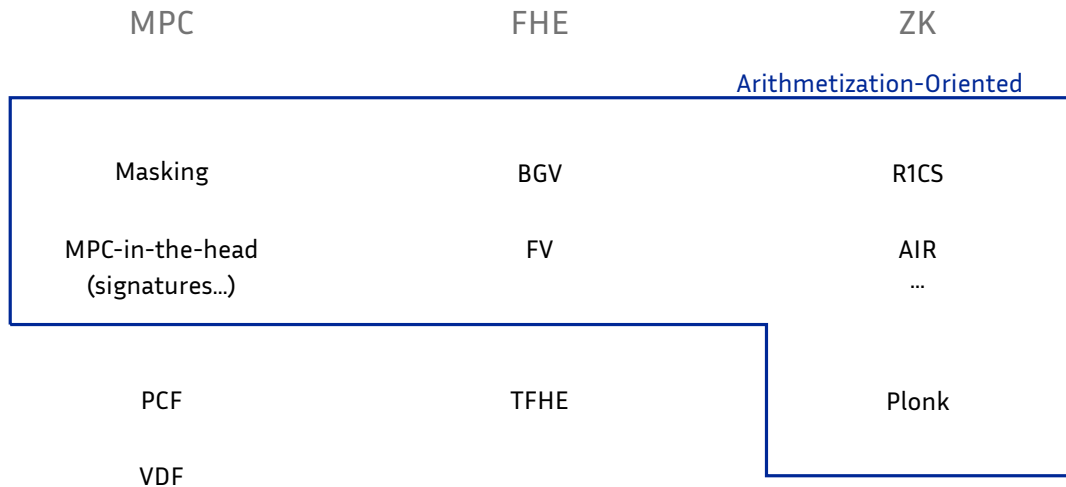 MPC FHE ZK
Arithmetization-Oriented
Masking BGV R1CS
MPC-in-the-head FV AIR
(signatures...) ...
PCF TFHE Plonk
VDF